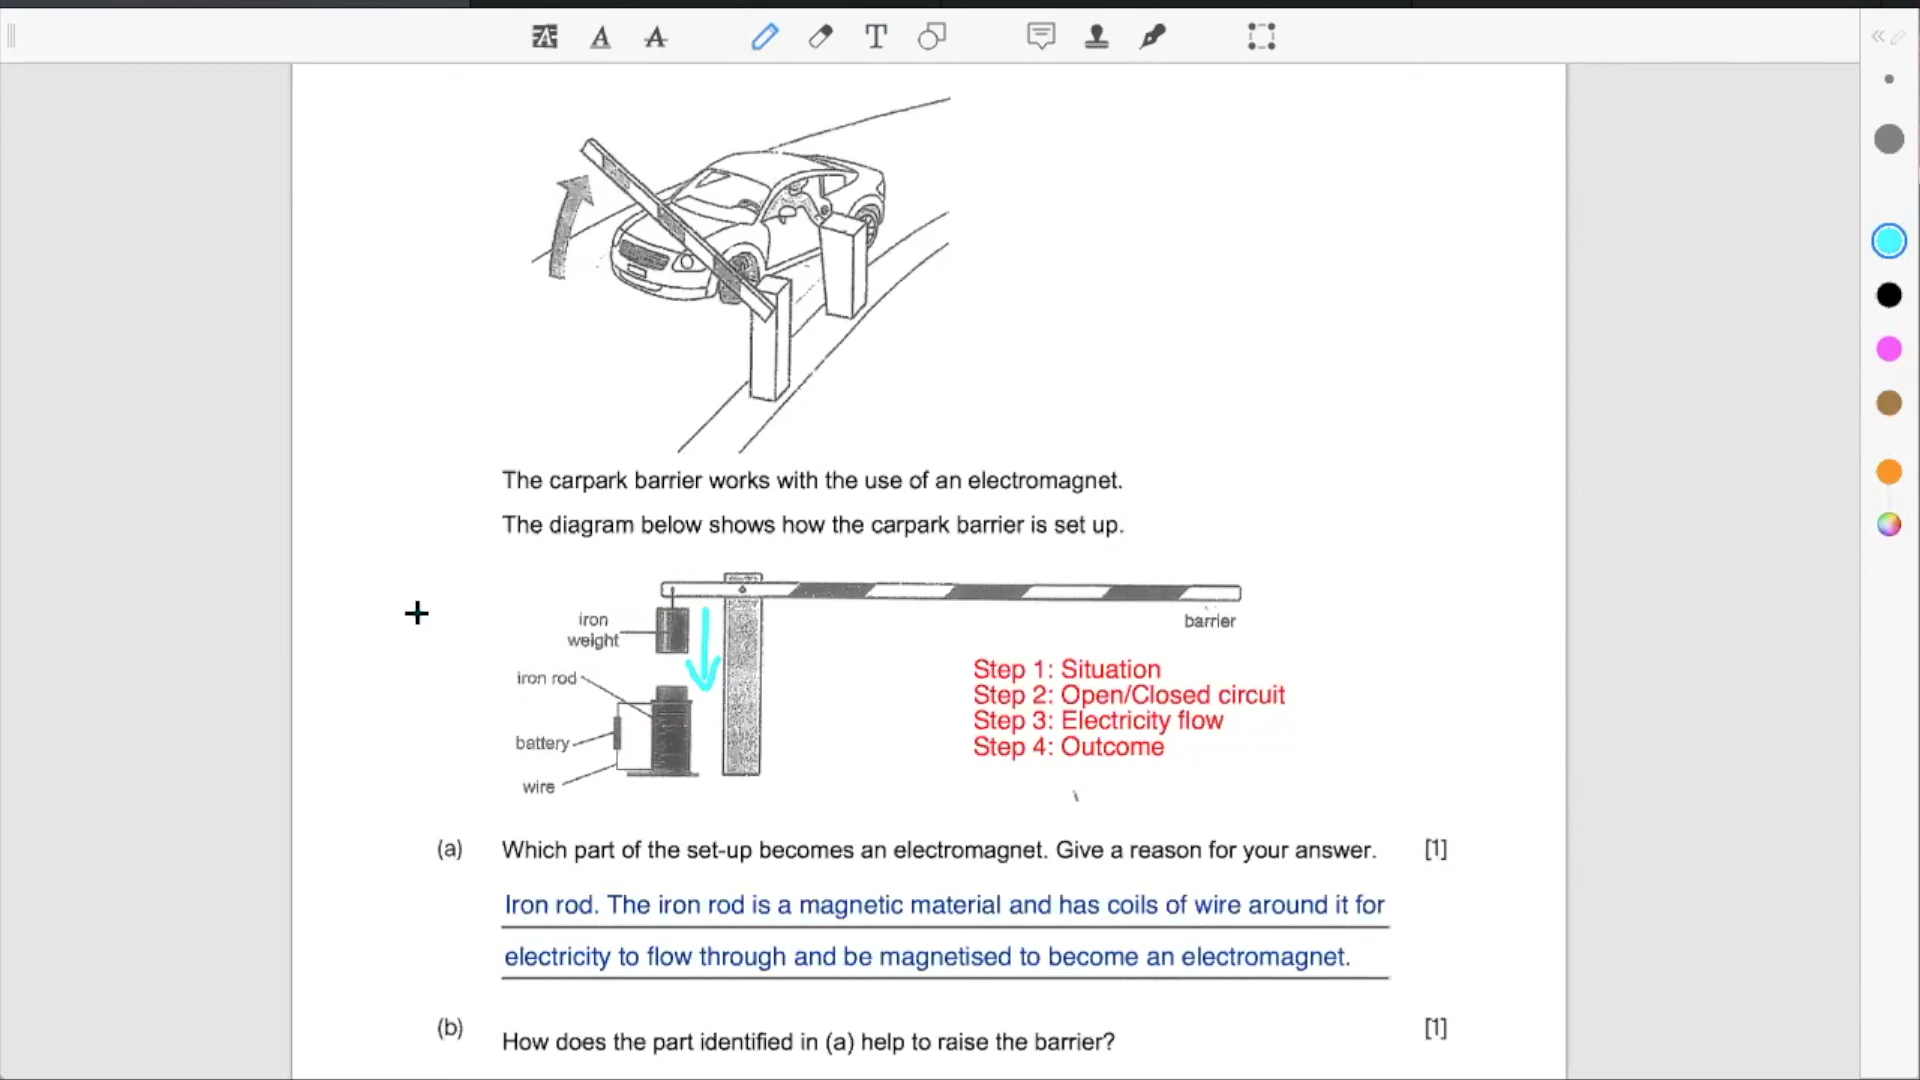 The carpark barrier works with the use of an electromagnet.
The diagram below shows how the carpark barrier is set up.
iron
weight
barrier
iron rod
battery
wire
Step 1: Situation
Step 2: Open/Closed circuit
Step 3: Electricity flow
Step 4: Outcome
(a) Which part of the set-up becomes an electromagnet. Give a reason for your answer. [1]
Iron rod. The iron rod is a magnetic material and has coils of wire around it for
electricity to flow through and be magnetised to become an electromagnet.
(b) How does the part identified in (a) help to raise the barrier? [1]